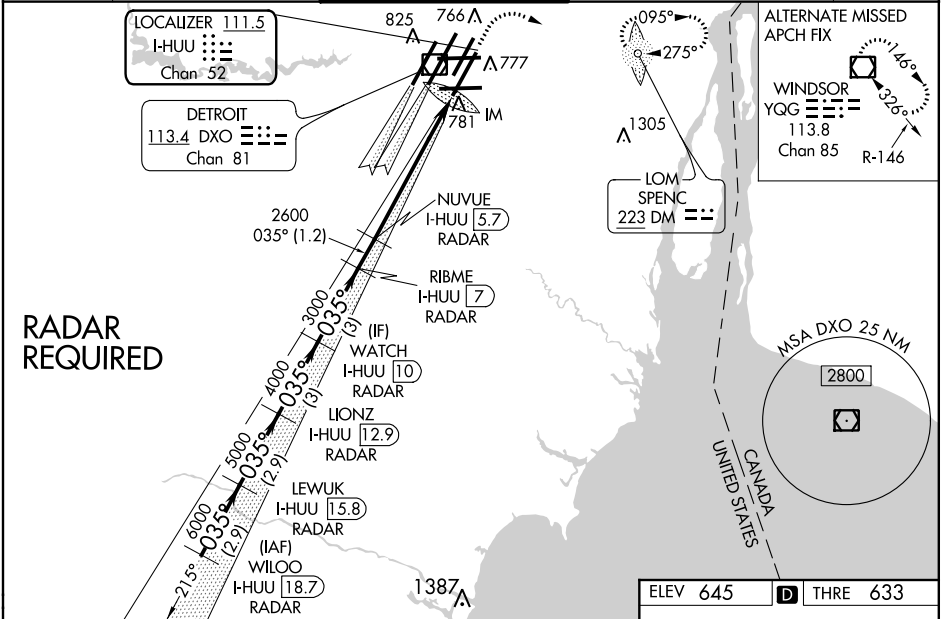 LOCALIZER 111.5
I-HUU
Chan 52
DETROIT
113.4 DXO
Chan 81
825
766
777
781
IM
095°
275°
1305
LOM
SPENC
223 DM
ALTERNATE MISSED
APCH FIX
WINDSOR
YQG
113.8
Chan 85
146°
326°
R-146
NUVUE
I-HUU 5.7
RADAR
2600
035° (1.2)
RIBME
I-HUU 7
RADAR
RADAR
REQUIRED
3000
035°
(3)
(IF)
WATCH
I-HUU 10
RADAR
4000
035°
(3)
LIONZ
I-HUU 12.9
RADAR
5000
035°
(2.9)
LEWUK
I-HUU 15.8
RADAR
6000
035°
(2.9)
(IAF)
WILOO
I-HUU 18.7
RADAR
215°
1387
MSA DXO 25 NM
2800
CANADA
UNITED STATES
ELEV 645 D THRE 633